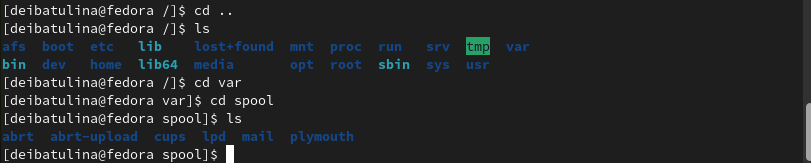 [deibatulina@fedora /]$ cd ..
[deibatulina@fedora /]$ ls
afs  boot  etc   lib    lost+found  mnt  proc  run   srv  tmp  var
bin  dev   home  lib64  media       opt  root  sbin  sys  usr
[deibatulina@fedora /]$ cd var
[deibatulina@fedora var]$ cd spool
[deibatulina@fedora spool]$ ls
abrt  abrt-upload  cups  lpd  mail  plymouth
[deibatulina@fedora spool]$